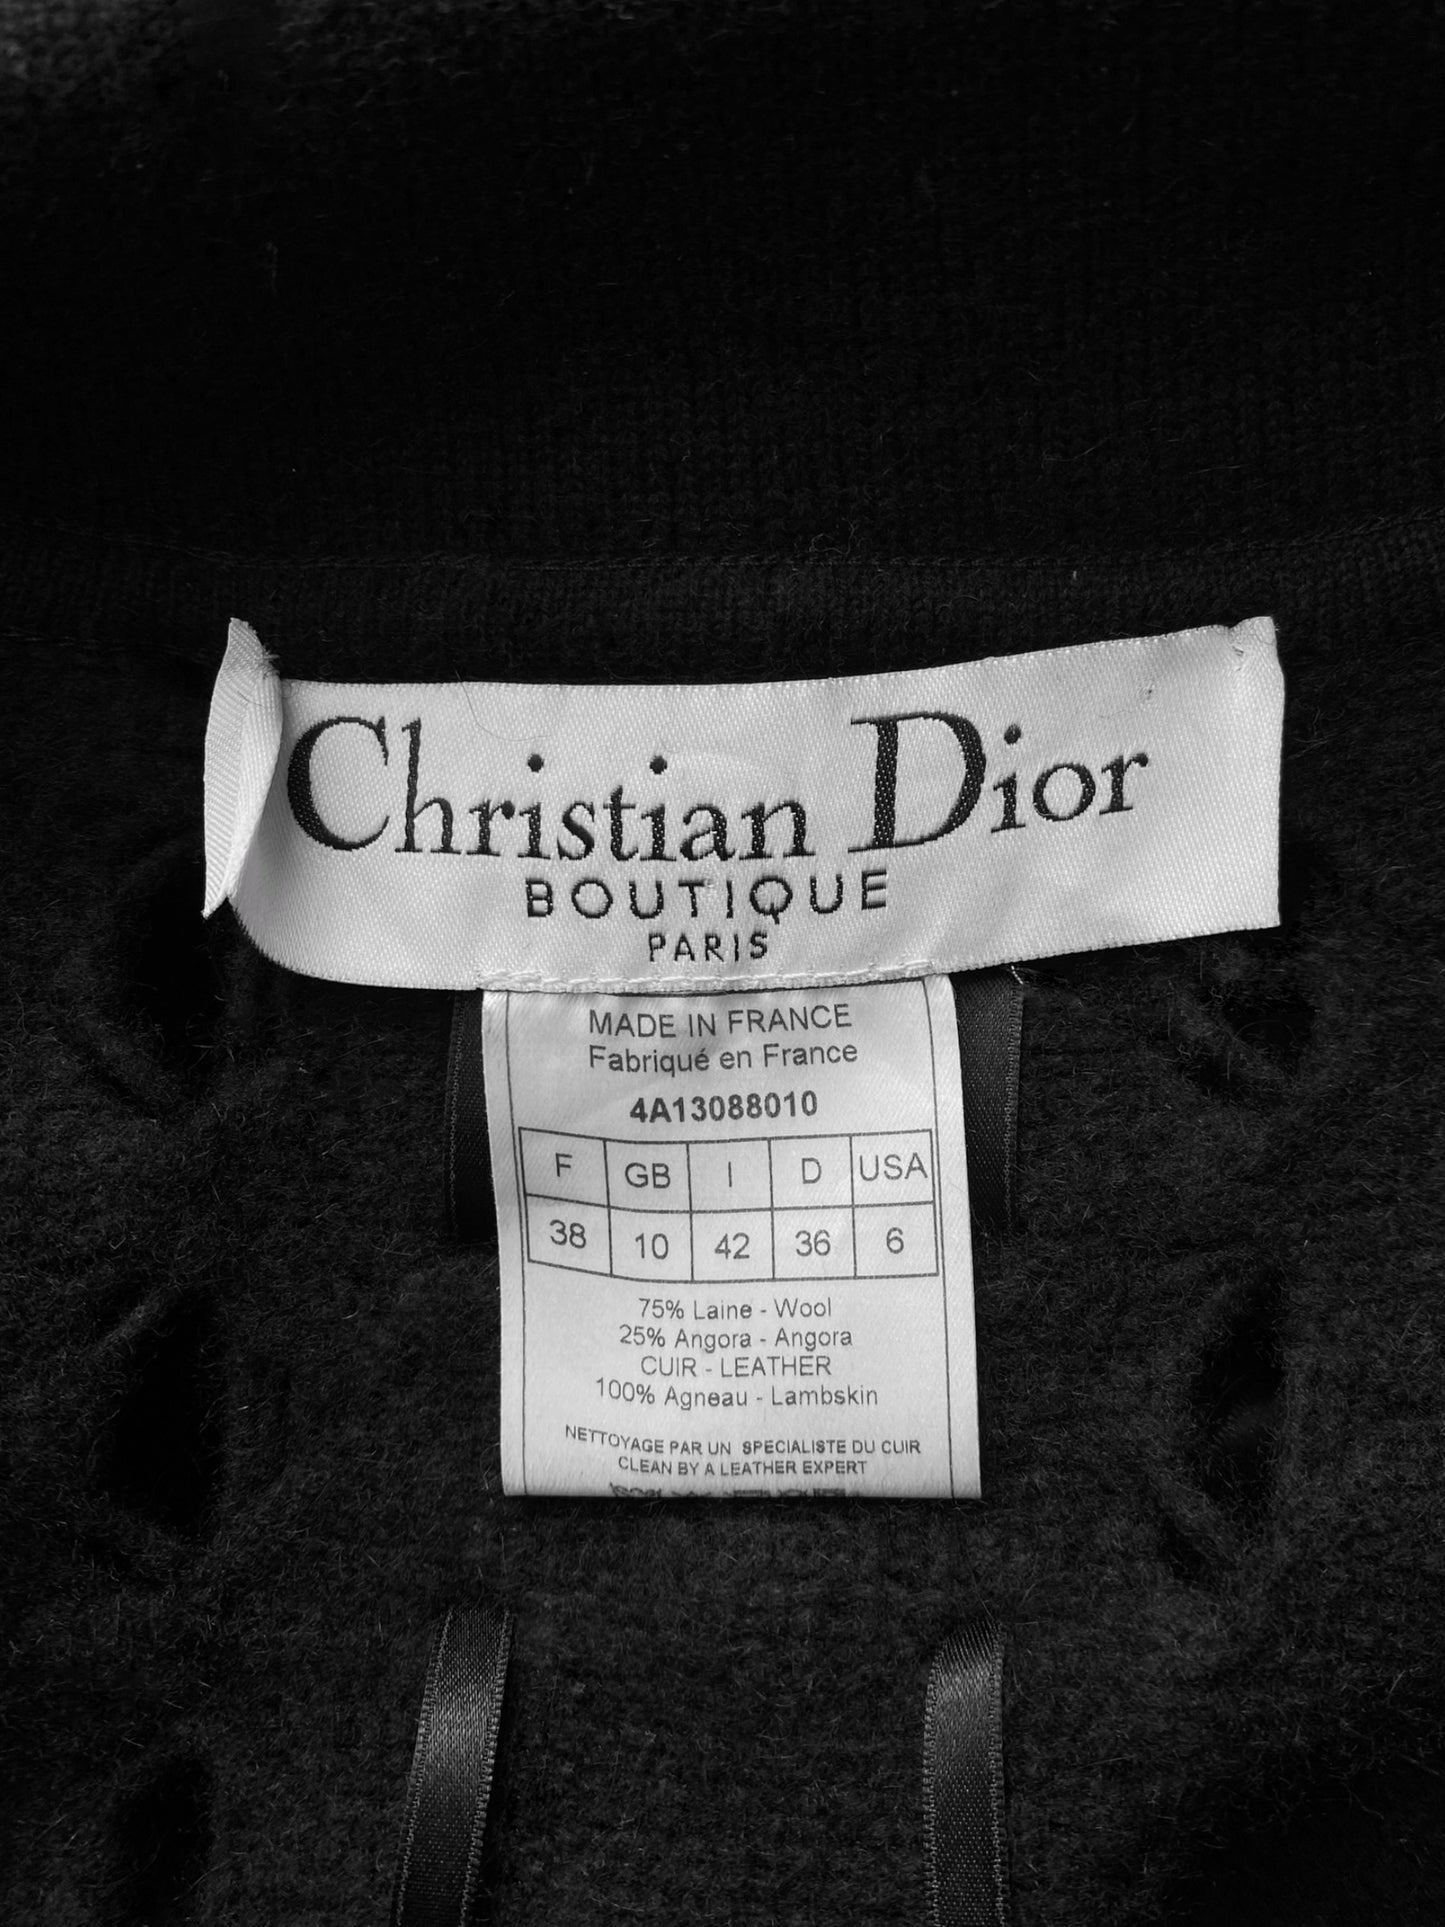 Christian Dior
BOUTIQUE
PARIS
MADE IN FRANCE
Fabriqué en France
4A13088010
F GB I D USA
38 10 42 36 6
75% Laine - Wool
25% Angora - Angora
CUIR - LEATHER
100% Agneau - Lambskin
NETTOYAGE PAR UN SPECIALISTE DU CUIR
CLEAN BY A LEATHER EXPERT